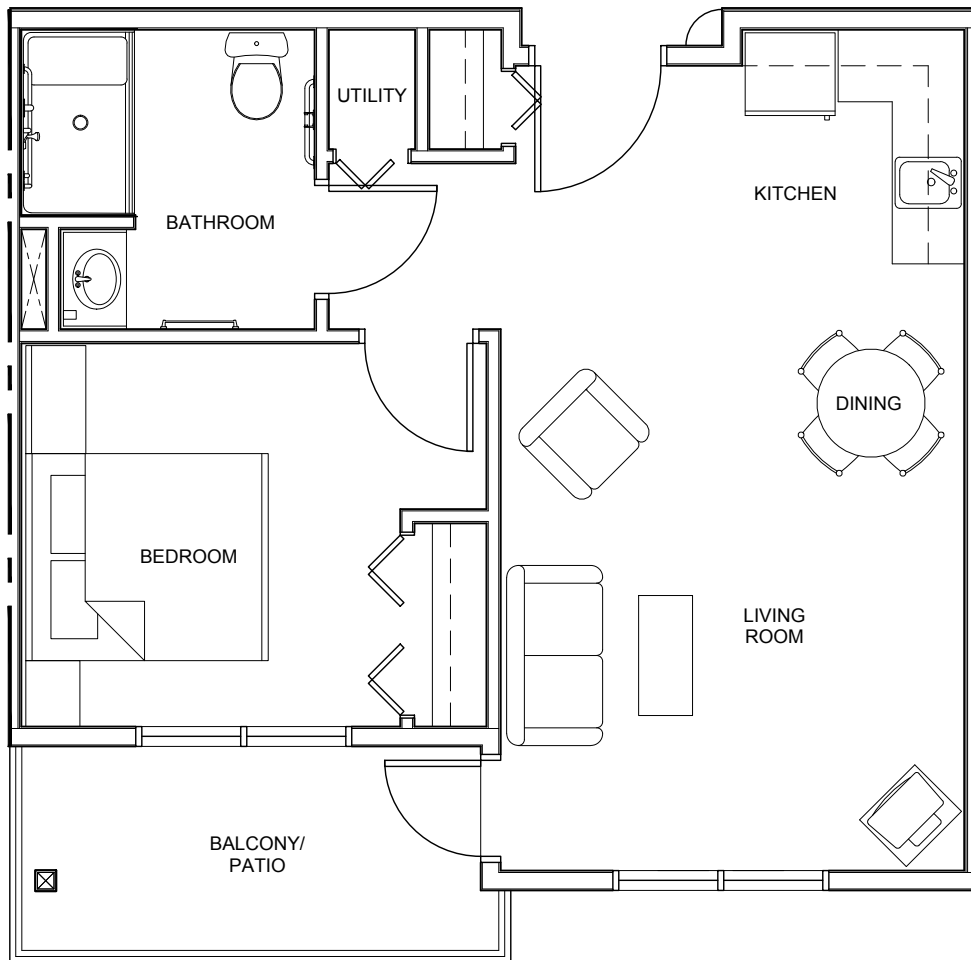 UTILITY
KITCHEN
BATHROOM
DINING
BEDROOM
LIVING
ROOM
BALCONY/
PATIO